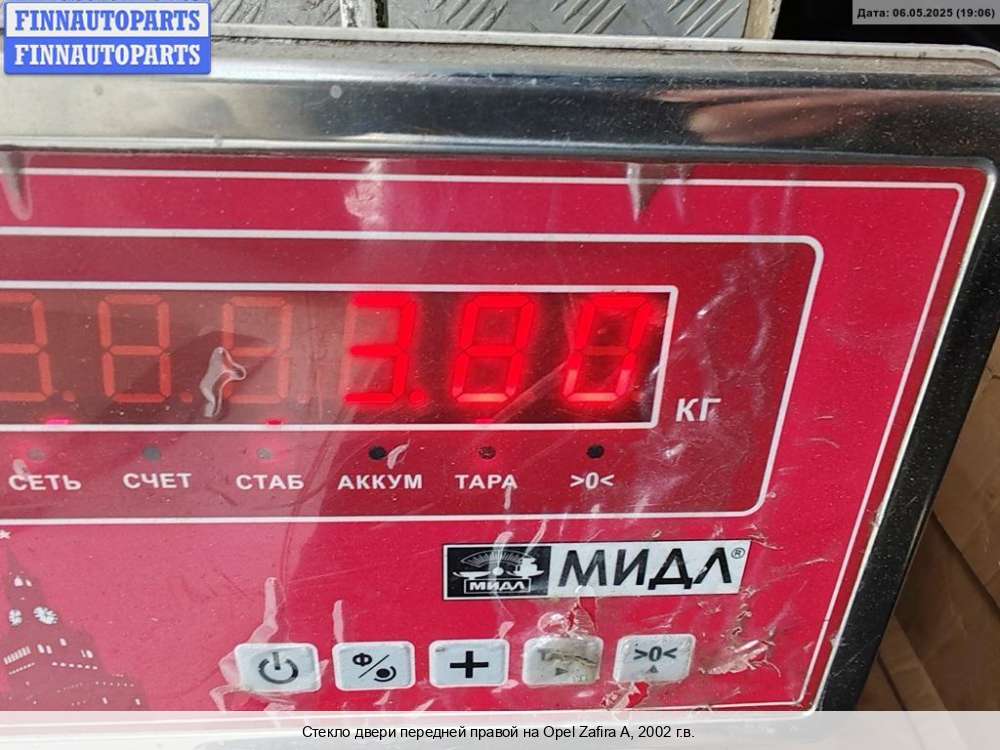 FINNAUTOPARTS
FINNAUTOPARTS
Дата: 06.05.2025 (19:06)
3.80
КГ
СЕТЬ СЧЕТ СТАБ АККУМ ТАРА >0<
МИДЛ МИДЛ®
Ф/ + >0<
Стекло двери передней правой на Opel Zafira A, 2002 г.в.